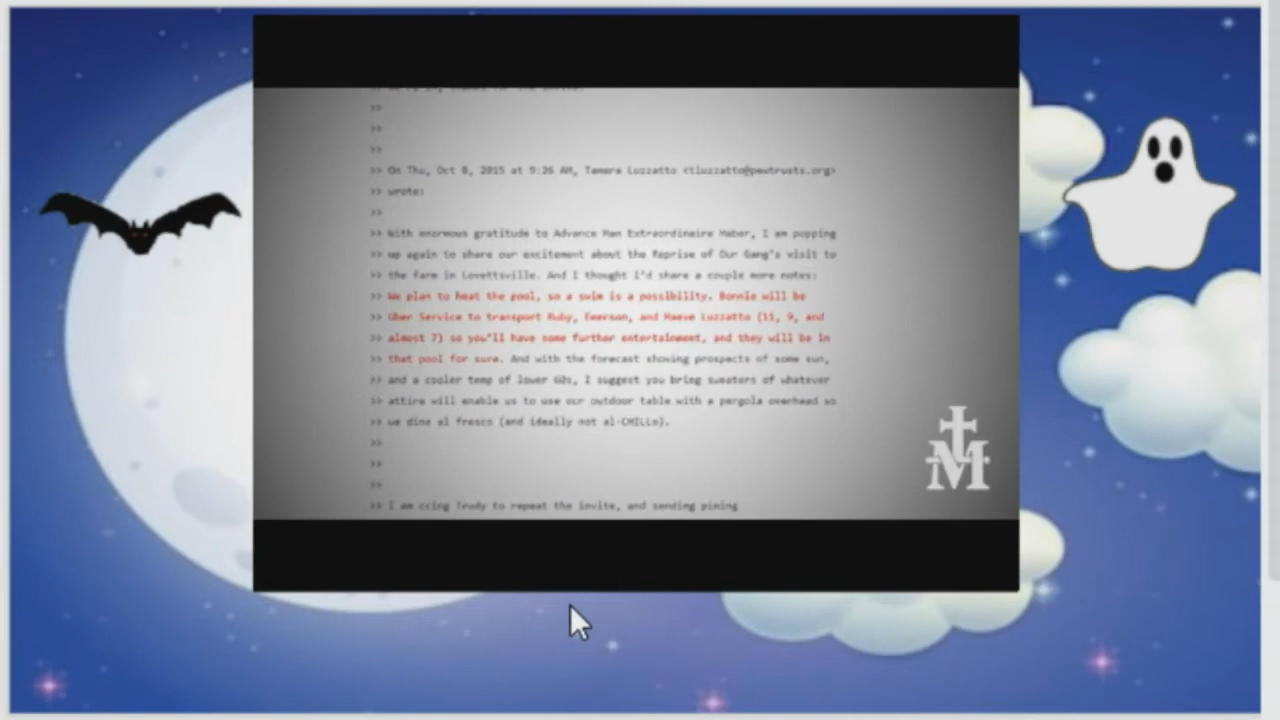 >>
>>
>>
>> On Thu, Oct 8, 2015 at 9:26 AM, Tamera Luzzatto <tluzzatto@pewtrusts.org>
>> wrote:
>>
>> With enormous gratitude to Advance Man Extraordinaire Haber, I am popping
>> up again to share our excitement about the Reprise of Our Gang's visit to
>> the farm in Lovettsville. And I thought I'd share a couple more notes:
>> We plan to heat the pool, so a swim is a possibility. Bonnie will be
>> Uber Service to transport Ruby, Emerson, and Maeve Luzzatto (11, 9, and
>> almost 7) so you'll have some further entertainment, and they will be in
>> that pool for sure. And with the forecast showing prospects of some sun,
>> and a cooler temp of lower 60s, I suggest you bring sweaters of whatever
>> attire will enable us to use our outdoor table with a pergola overhead so
>> we dine al fresco (and ideally not al-CHILLo).
>>
>>
>>
>> I am ccing Trudy to repeat the invite, and sending pining